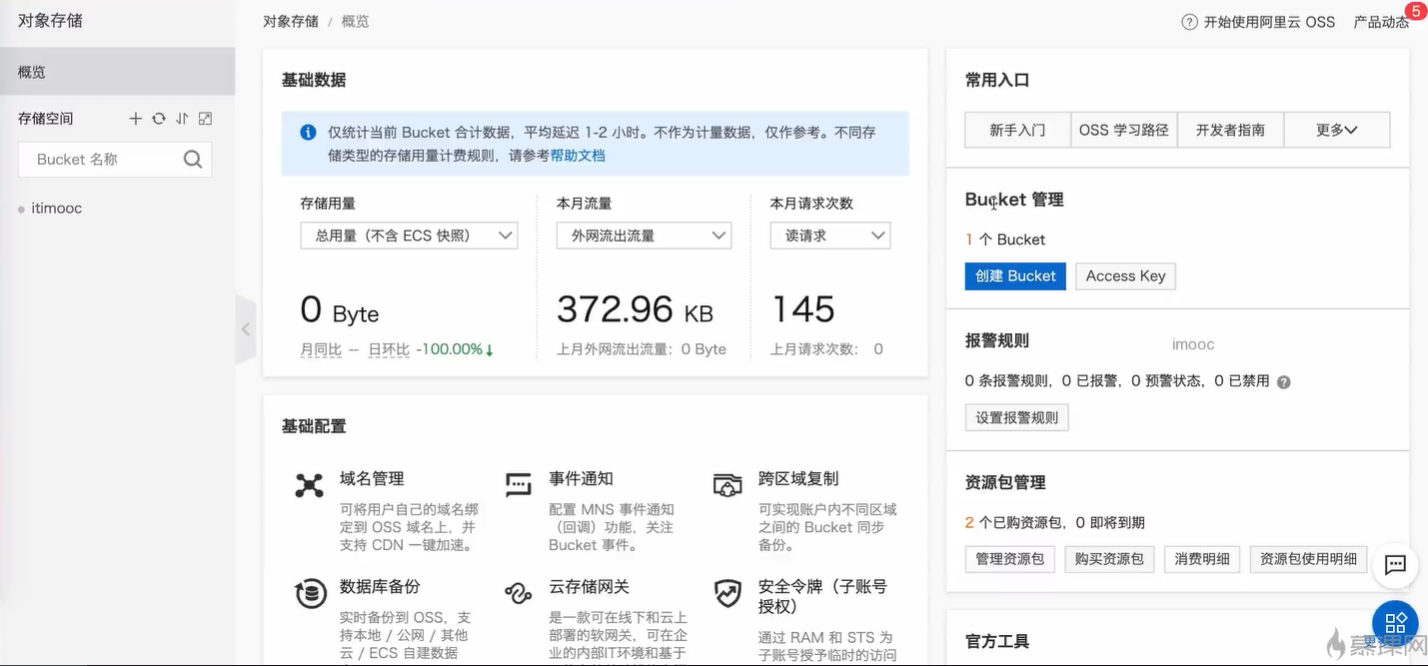 对象存储
概览
存储空间
Bucket 名称
itimooc
对象存储 / 概览
开始使用阿里云 OSS
产品动态
5
基础数据
仅统计当前 Bucket 合计数据，平均延迟 1-2 小时。不作为计量数据，仅作参考。不同存
储类型的存储用量计费规则，请参考帮助文档
存储用量
总用量（不含 ECS 快照）
0 Byte
月同比 -- 日环比 -100.00%↓
本月流量
外网流出流量
372.96 KB
上月外网流出流量：0 Byte
本月请求次数
读请求
145
上月请求次数： 0
基础配置
域名管理
可将用户自己的域名绑
定到 OSS 域名上，并
支持 CDN 一键加速。
事件通知
配置 MNS 事件通知
（回调）功能，关注
Bucket 事件。
跨区域复制
可实现账户内不同区域
之间的 Bucket 同步
备份。
数据库备份
实时备份到 OSS，支
持本地 / 公网 / 其他
云 / ECS 自建数据
云存储网关
是一款可在线下和云上
部署的软网关，可在企
业的内部IT环境和基于
安全令牌（子账号
授权）
通过 RAM 和 STS 为
子账号授予临时的访问
常用入口
新手入门
OSS 学习路径
开发者指南
更多
Bucket 管理
1 个 Bucket
创建 Bucket
Access Key
报警规则
imooc
0 条报警规则，0 已报警，0 预警状态，0 已禁用
设置报警规则
资源包管理
2 个已购资源包，0 即将到期
管理资源包
购买资源包
消费明细
资源包使用明细
官方工具
慕课网